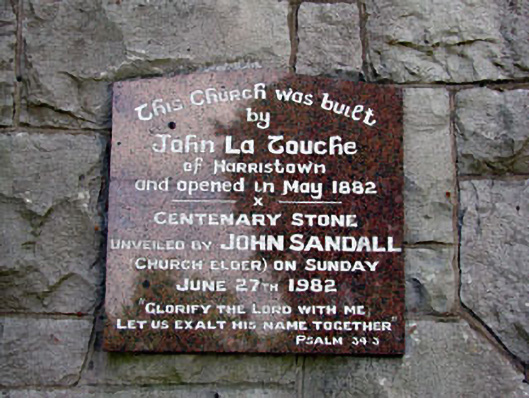 This Church was built
by
John La Touche
of Harristown
and opened in May 1882
x
CENTENARY STONE
UNVEILED BY JOHN SANDALL
(CHURCH ELDER) ON SUNDAY
JUNE 27TH 1982
"GLORIFY THE LORD WITH ME
LET US EXALT HIS NAME TOGETHER"
PSALM 34:3